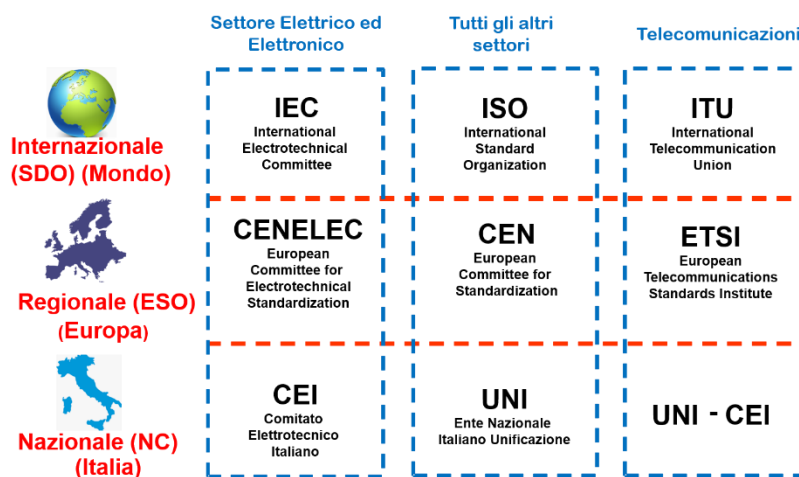 Settore Elettrico ed
Elettronico
Tutti gli altri
settori
Telecomunicazioni
Internazionale
(SDO) (Mondo)
IEC
International
Electrotechnical
Committee
ISO
International
Standard
Organization
ITU
International
Telecommunication
Union
Regionale (ESO)
(Europa)
CENELEC
European
Committee for
Electrotechnical
Standardization
CEN
European
Committee for
Standardization
ETSI
European
Telecommunications
Standards Institute
Nazionale (NC)
(Italia)
CEI
Comitato
Elettrotecnico
Italiano
UNI
Ente Nazionale
Italiano Unificazione
UNI - CEI